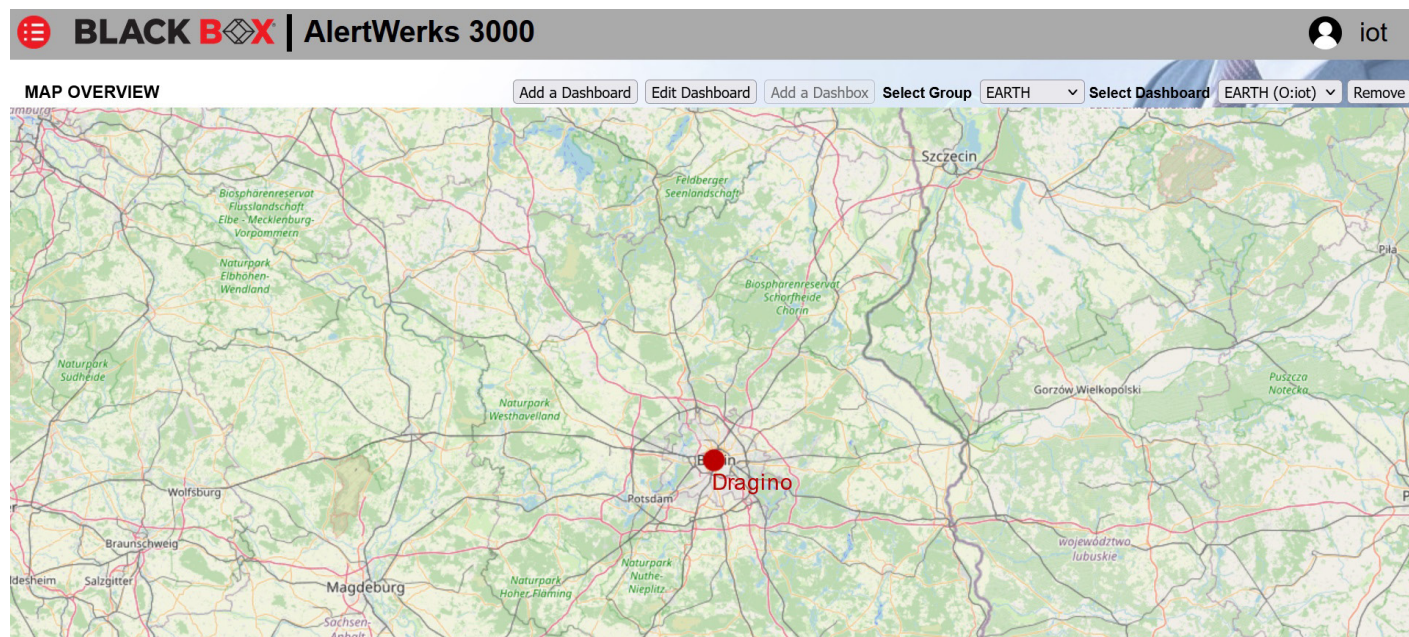 BLACK BOX | AlertWerks 3000
iot
MAP OVERVIEW
Add a Dashboard
Edit Dashboard
Add a Dashbox
Select Group
EARTH
Select Dashboard
EARTH (O:iot)
Remove
Szczecin
Feldberger
Seenlandschaft
Biosphärenreservat
Flusslandschaft
Elbe - Mecklenburg-
Vorpommern
Naturpark
Elbhöhen-
Wendland
Piła
Biosphärenreservat
Schorfheide
Chorin
Naturpark
Südheide
Puszcza
Notecka
Gorzów Wielkopolski
Naturpark
Westhavelland
Dragino
Wolfsburg
Potsdam
Braunschweig
województwo
lubuskie
Salzgitter
Magdeburg
Naturpark
Hoher Fläming
Naturpark
Nuthe-
Nieplitz
Sachsen-
Anhalt